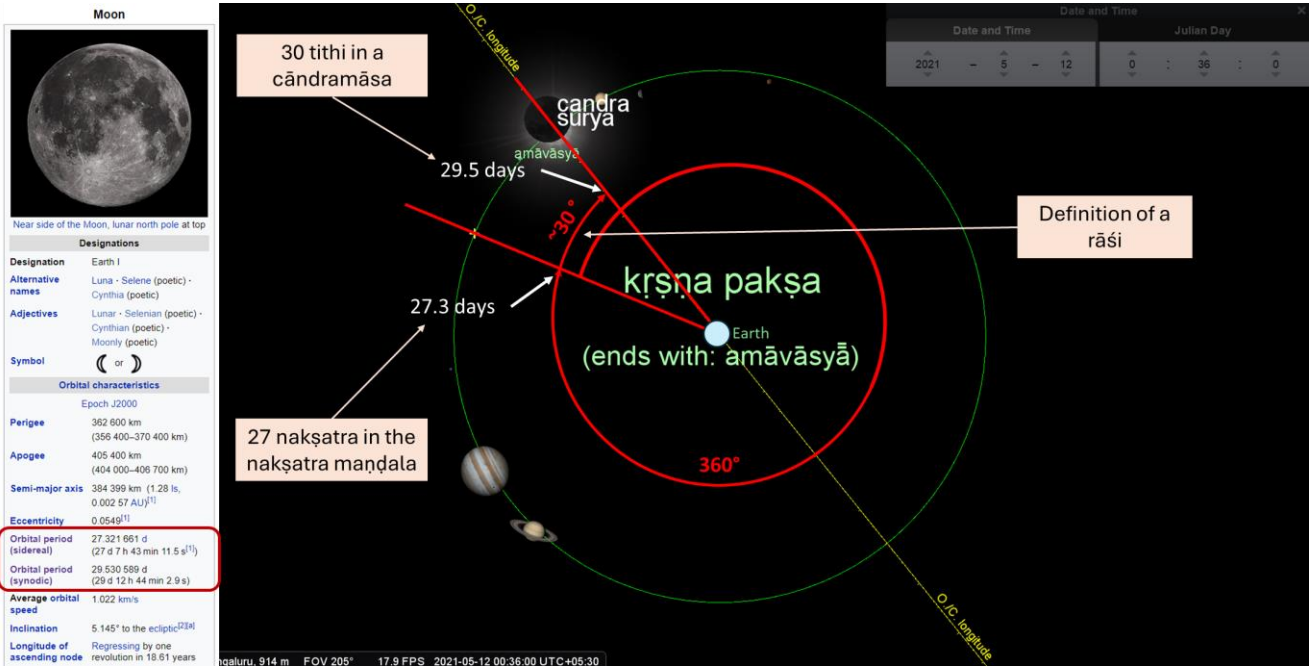 Moon
Near side of the Moon, lunar north pole at top
Designations
Designation Earth I
Alternative names Luna · Selene (poetic) · Cynthia (poetic)
Adjectives Lunar · Selenian (poetic) · Cynthian (poetic) · Moonly (poetic)
Symbol ☾ or ☽
Orbital characteristics
Epoch J2000
Perigee 362 600 km
(356 400–370 400 km)
Apogee 405 400 km
(404 000–406 700 km)
Semi-major axis 384 399 km (1.28 ls, 0.002 57 AU)[1]
Eccentricity 0.0549[1]
Orbital period (sidereal) 27.321 661 d
(27 d 7 h 43 min 11.5 s[1])
Orbital period (synodic) 29.530 589 d
(29 d 12 h 44 min 2.9 s)
Average orbital speed 1.022 km/s
Inclination 5.145° to the ecliptic[2][a]
Longitude of ascending node Regressing by one revolution in 18.61 years
30 tithi in a
cāndramāsa
O./C. longitude
Date and Time ×
Date and Time Julian Day
2021 – 5 – 12 0 : 36 : 0
candra
surya
amāvāsyā
29.5 days
~30°
Definition of a
rāśi
27.3 days
kṛṣṇa pakṣa
Earth
(ends with: amāvāsyā)
27 nakṣatra in the
nakṣatra maṇḍala
360°
O./C. longitude
ngaluru, 914 m FOV 205° 17.9 FPS 2021-05-12 00:36:00 UTC+05:30